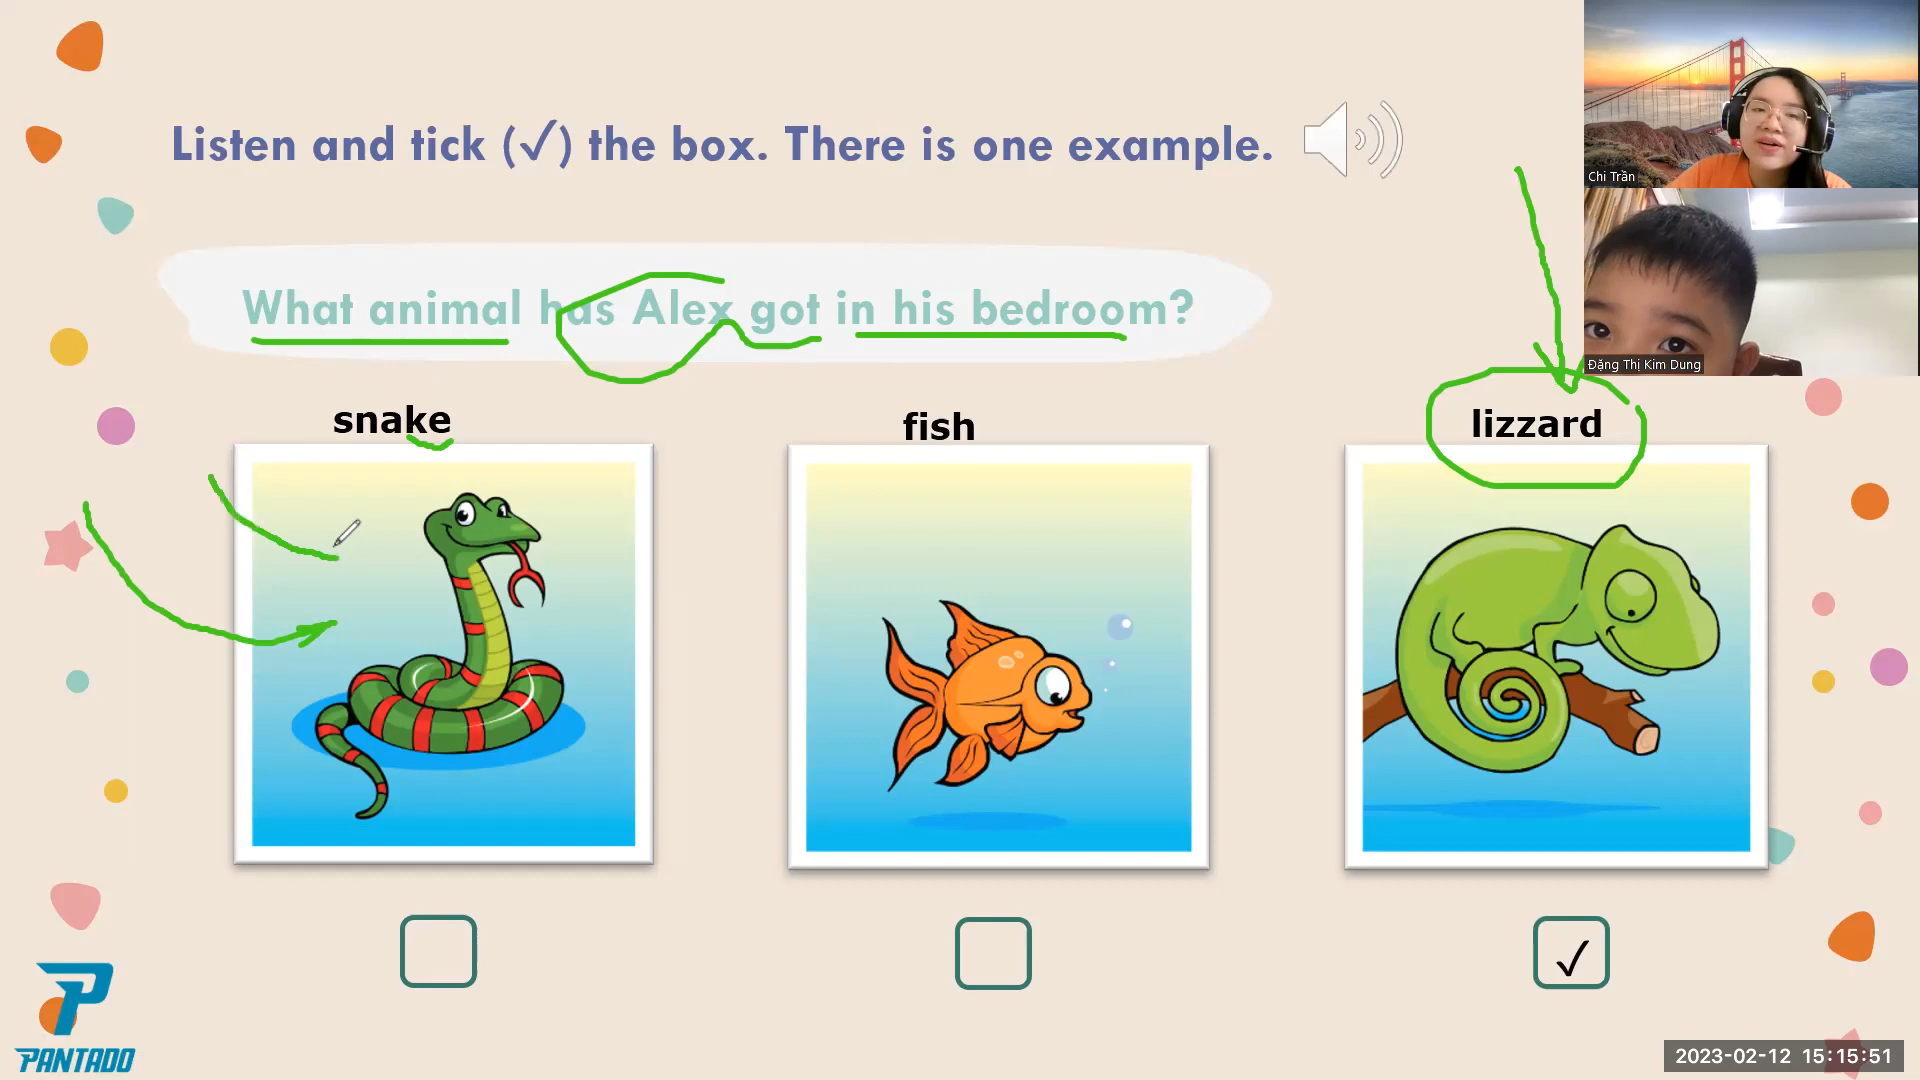 Listen and tick (✓) the box. There is one example.
Chi Trần
What animal has Alex got in his bedroom?
Đặng Thị Kim Dung
snake
fish
lizzard
✓
PANTADO
2023-02-12 15:15:51